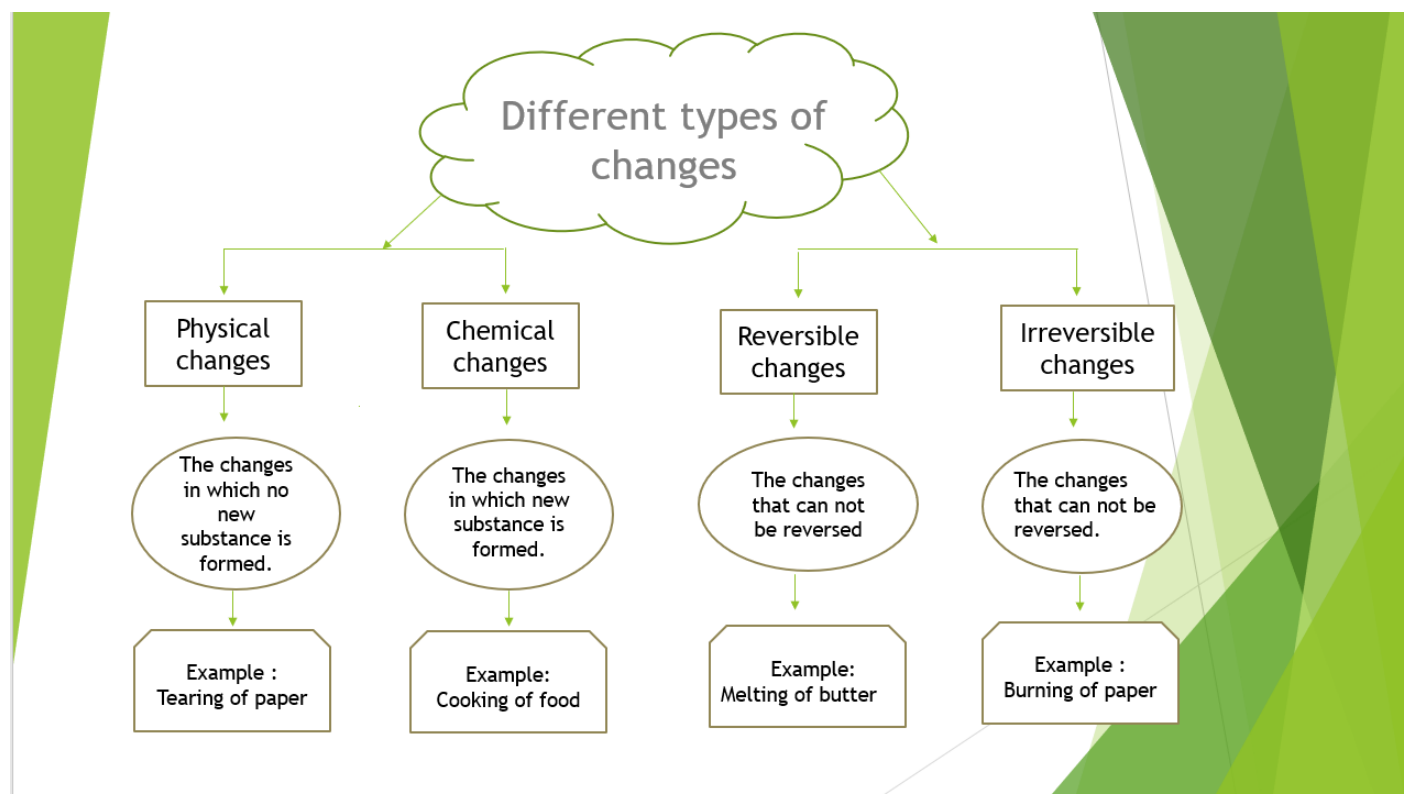 Different types of
changes
Physical
changes
Chemical
changes
Reversible
changes
Irreversible
changes
The changes
in which no
new
substance is
formed.
The changes
in which new
substance is
formed.
The changes
that can not
be reversed
The changes
that can not be
reversed.
Example :
Tearing of paper
Example:
Cooking of food
Example:
Melting of butter
Example :
Burning of paper